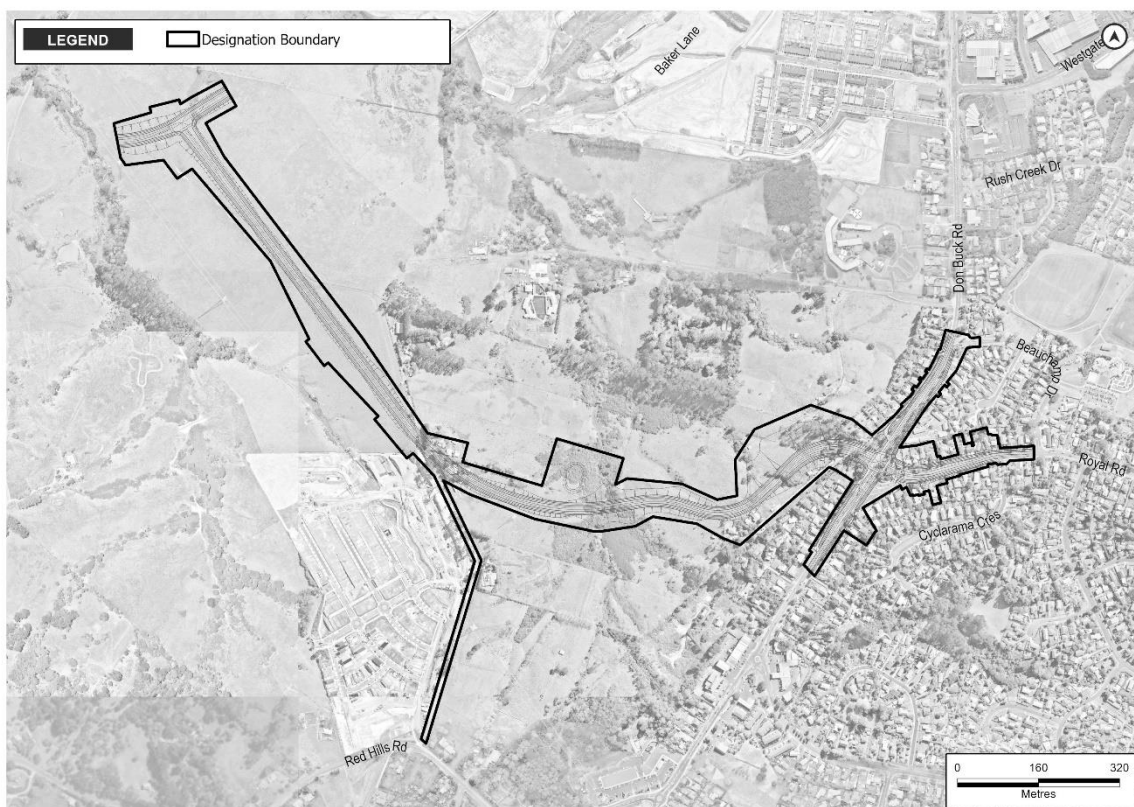 LEGEND
Designation Boundary
Baker Lane
Westgate
Rush Creek Dr
Don Buck Rd
Beauchamp Dr
Royal Rd
Cyclarama Cres
Red Hills Rd
0 160 320
Metres